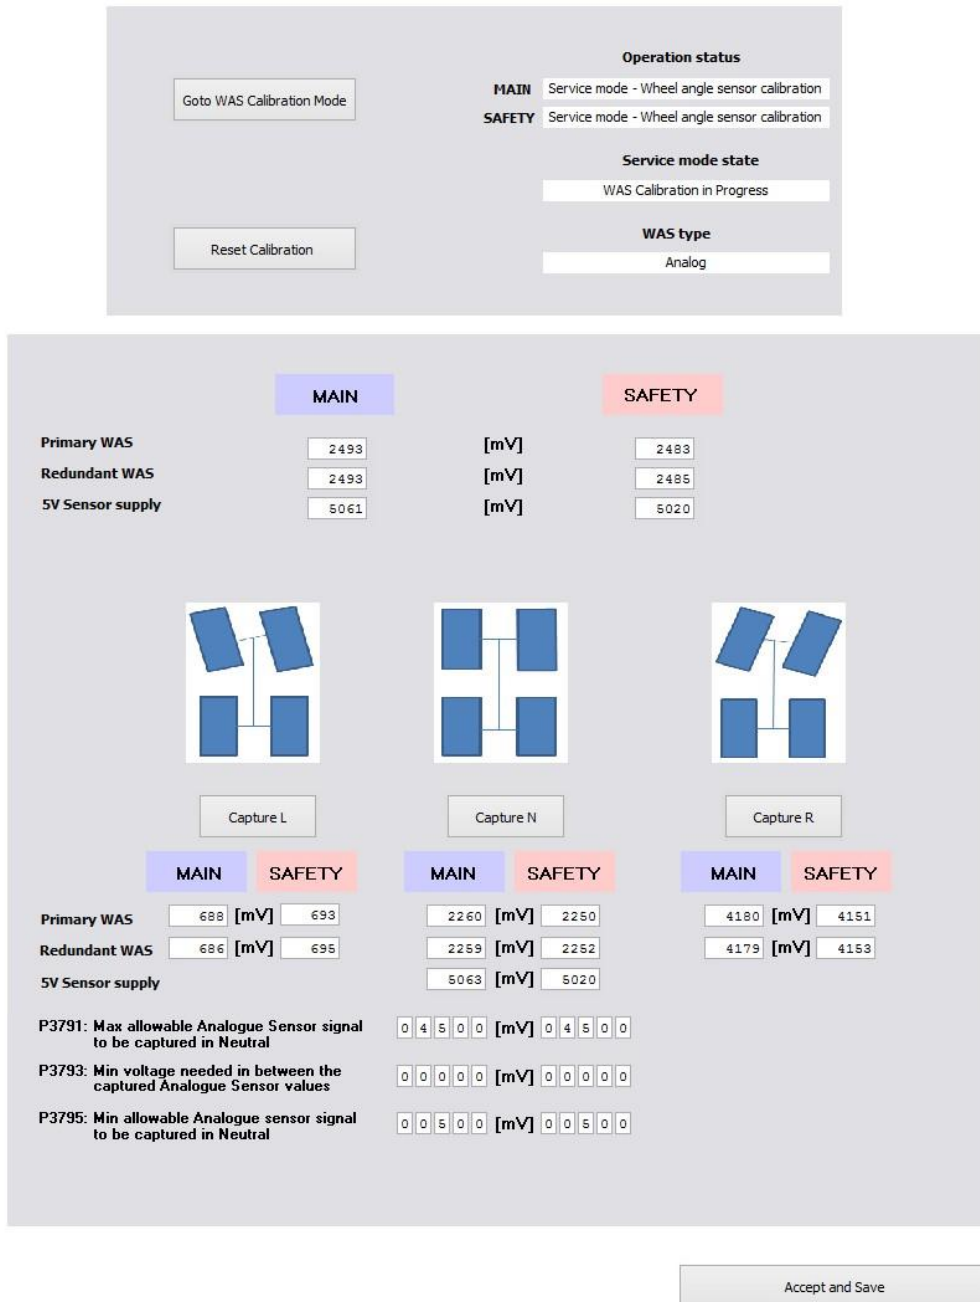 Operation status
Goto WAS Calibration Mode
MAIN Service mode - Wheel angle sensor calibration
SAFETY Service mode - Wheel angle sensor calibration
Service mode state
WAS Calibration in Progress
WAS type
Reset Calibration
Analog
MAIN SAFETY
Primary WAS 2493 [mV] 2483
Redundant WAS 2493 [mV] 2485
5V Sensor supply 5061 [mV] 5020
Capture L Capture N Capture R
MAIN SAFETY MAIN SAFETY MAIN SAFETY
Primary WAS 688 [mV] 693 2260 [mV] 2250 4180 [mV] 4151
Redundant WAS 686 [mV] 695 2259 [mV] 2252 4179 [mV] 4153
5V Sensor supply 5063 [mV] 5020
P3791: Max allowable Analogue Sensor signal
to be captured in Neutral
0 4 5 0 0 [mV] 0 4 5 0 0
P3793: Min voltage needed in between the
captured Analogue Sensor values
0 0 0 0 0 [mV] 0 0 0 0 0
P3795: Min allowable Analogue sensor signal
to be captured in Neutral
0 0 5 0 0 [mV] 0 0 5 0 0
Accept and Save